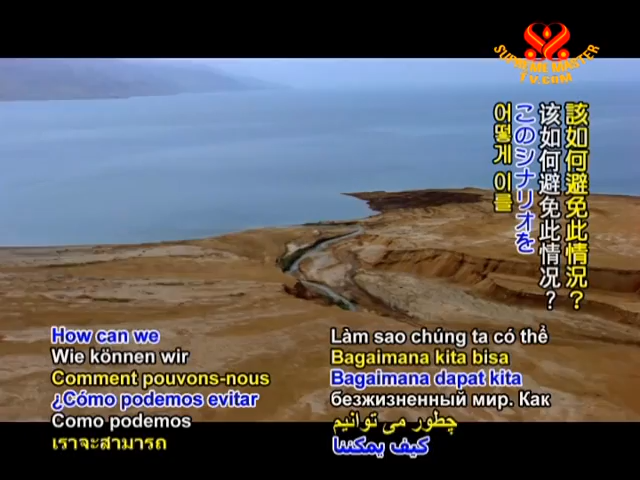 SUPREME MASTER
TV.COM
該如何避免此情況?
该如何避免此情况?
このシナリオを
어떻게 이를
How can we
Wie können wir
Comment pouvons-nous
¿Cómo podemos evitar
Como podemos
เราจะสามารถ
Làm sao chúng ta có thể
Bagaimana kita bisa
Bagaimana dapat kita
безжизненный мир. Как
چطور می توانیم
كيف يمكننا